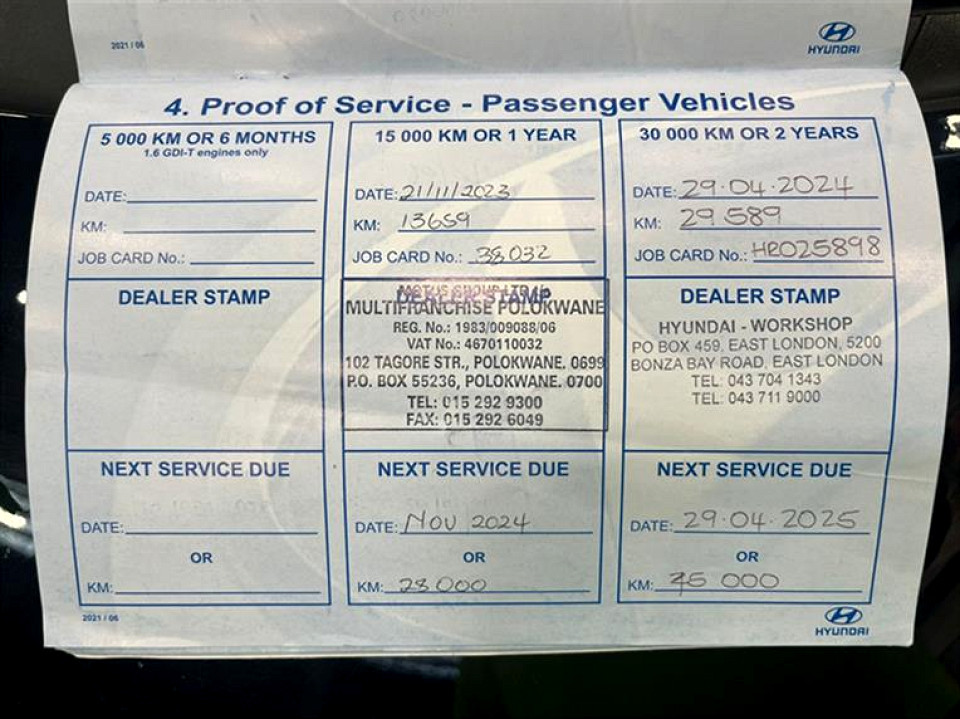 2021 / 06
HYUNDAI
4. Proof of Service - Passenger Vehicles
5 000 KM OR 6 MONTHS
1.6 GDI-T engines only
DATE:
KM:
JOB CARD No.:
DEALER STAMP
NEXT SERVICE DUE
DATE:
OR
KM:
15 000 KM OR 1 YEAR
DATE: 21/11/2023
KM: 13659
JOB CARD No.: 38032
DEALER STAMP
MOTUS GROUP LTD
MULTIFRANCHISE POLOKWANE
REG. No.: 1983/009088/06
VAT No.: 4670110032
102 TAGORE STR., POLOKWANE. 0699
P.O. BOX 55236, POLOKWANE. 0700
TEL: 015 292 9300
FAX: 015 292 6049
NEXT SERVICE DUE
DATE: Nov 2024
OR
KM: 28 000
30 000 KM OR 2 YEARS
DATE: 29.04.2024
KM: 29 589
JOB CARD No.: HR025898
DEALER STAMP
HYUNDAI - WORKSHOP
PO BOX 459, EAST LONDON, 5200
BONZA BAY ROAD, EAST LONDON
TEL: 043 704 1343
TEL: 043 711 9000
NEXT SERVICE DUE
DATE: 29.04.2025
OR
KM: 45 000
2021 / 06
HYUNDAI